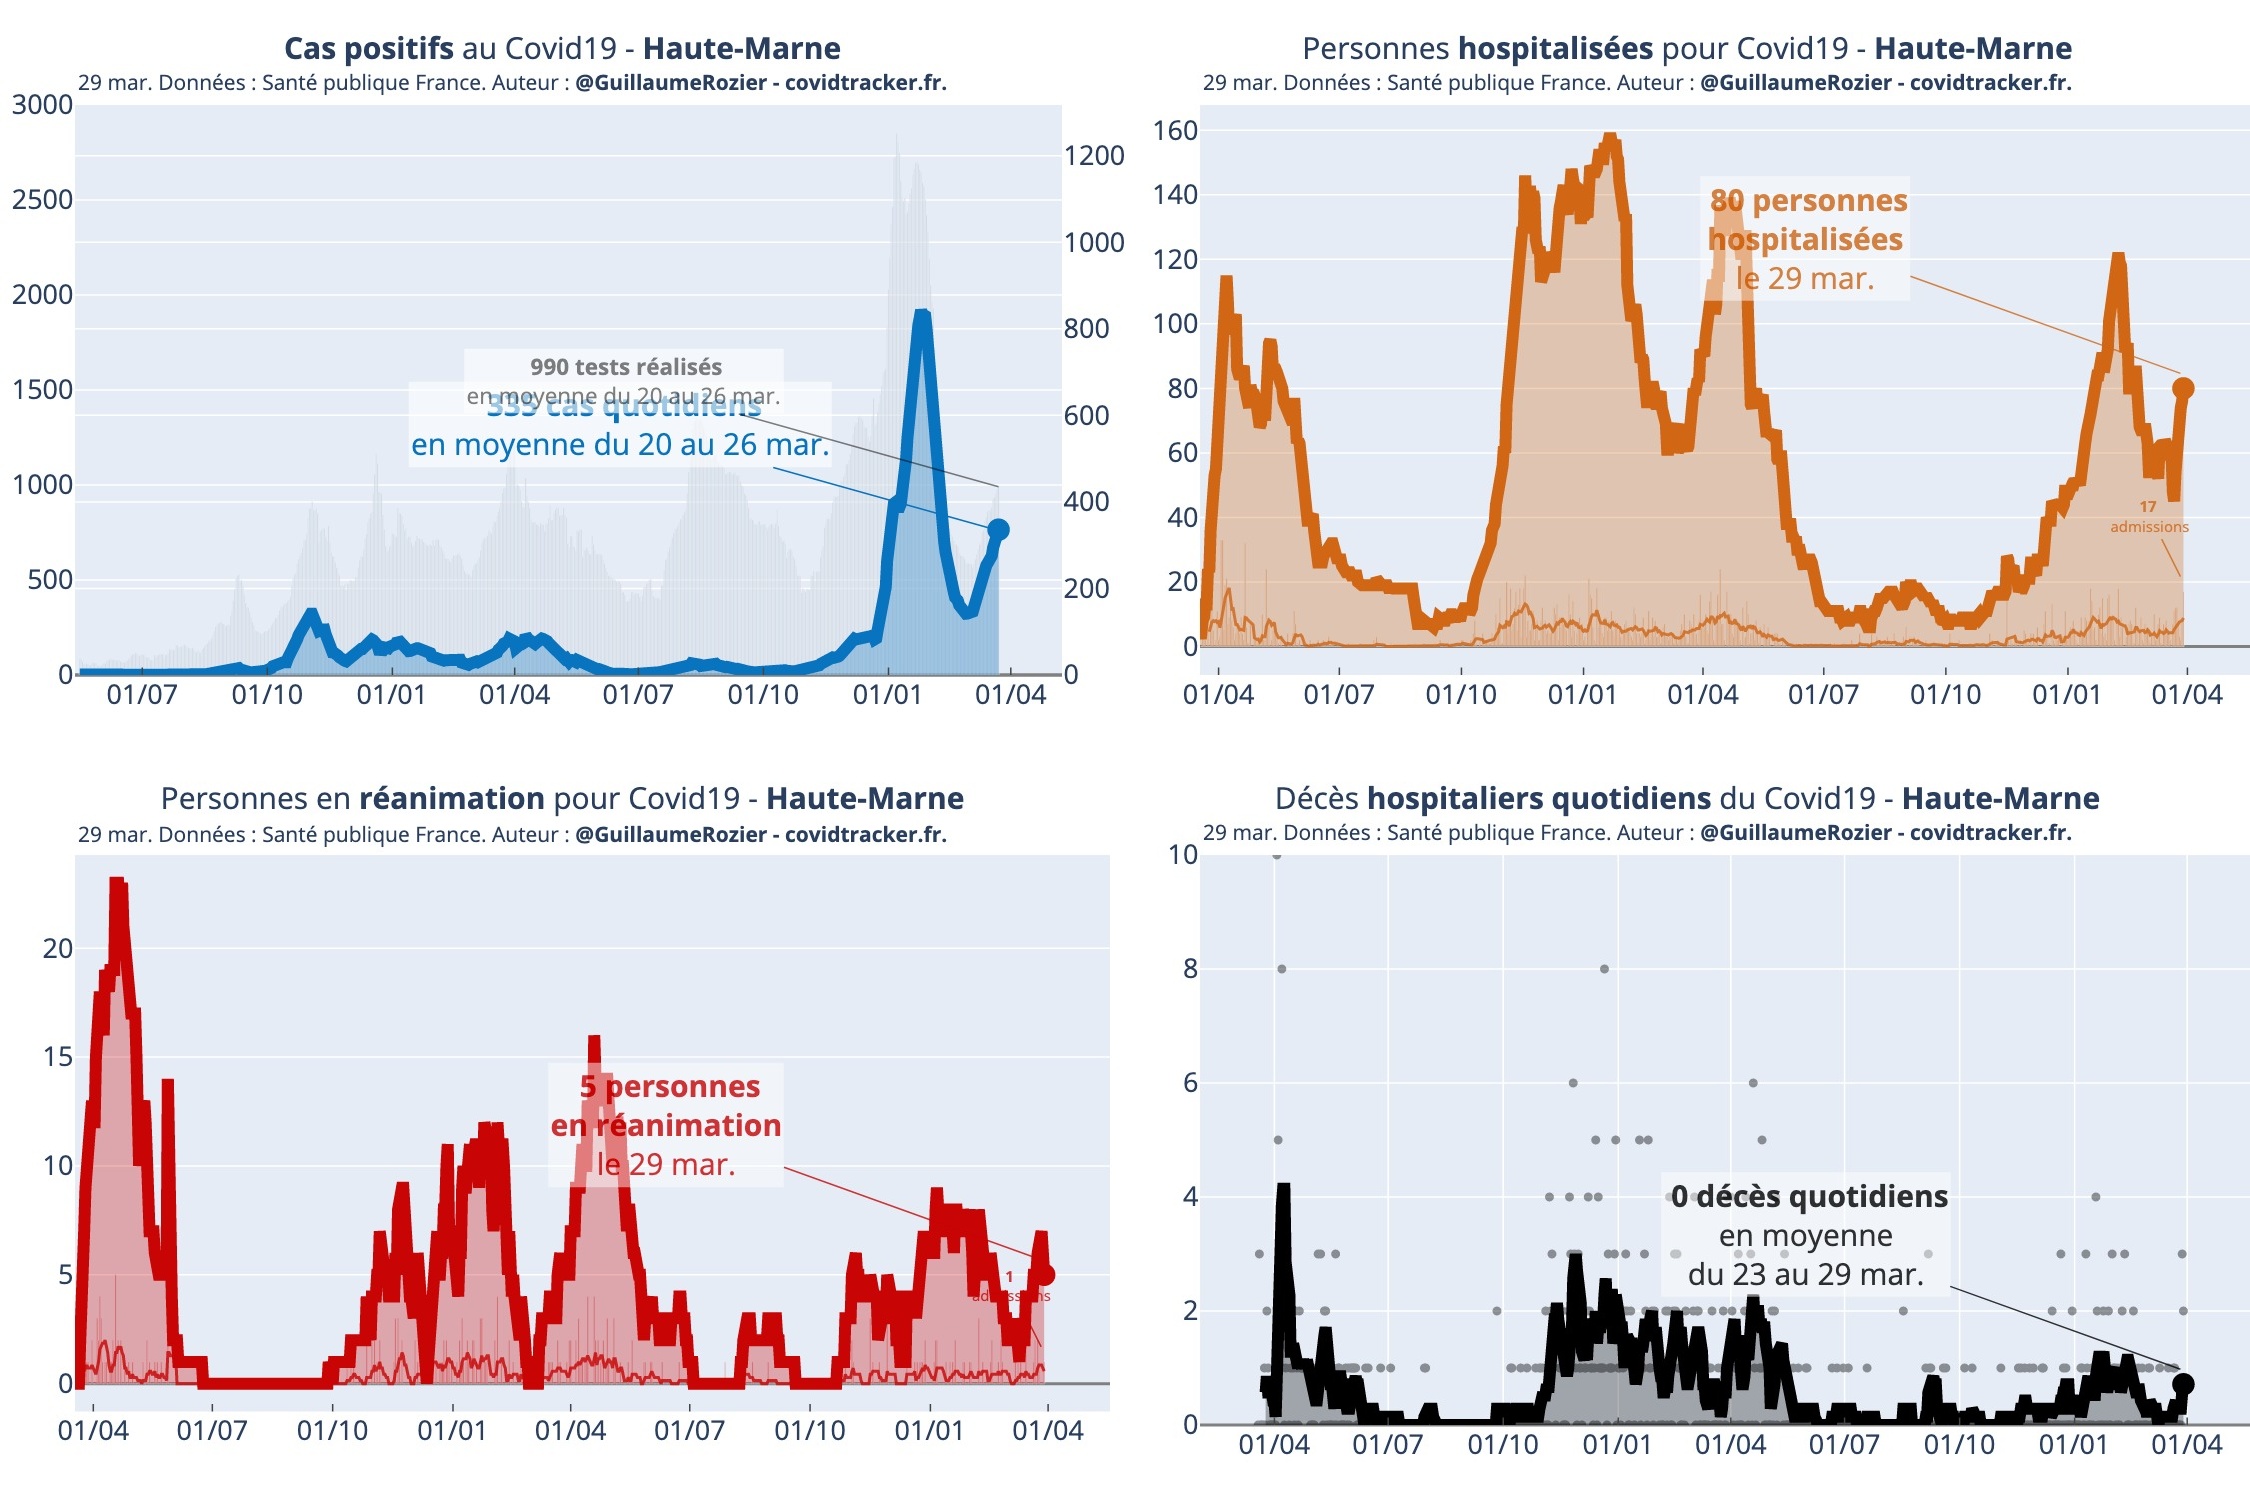 Cas positifs au Covid19 - Haute-Marne
29 mar. Données : Santé publique France. Auteur : @GuillaumeRozier - covidtracker.fr.
3000
2500
2000
1500
1000
500
0
1200
1000
800
600
400
200
0
990 tests réalisés
en moyenne du 20 au 26 mar.
335 cas quotidiens
en moyenne du 20 au 26 mar.
01/07 01/10 01/01 01/04 01/07 01/10 01/01 01/04
Personnes hospitalisées pour Covid19 - Haute-Marne
29 mar. Données : Santé publique France. Auteur : @GuillaumeRozier - covidtracker.fr.
160
140
120
100
80
60
40
20
0
80 personnes
hospitalisées
le 29 mar.
17
admissions
01/04 01/07 01/10 01/01 01/04 01/07 01/10 01/01 01/04
Personnes en réanimation pour Covid19 - Haute-Marne
29 mar. Données : Santé publique France. Auteur : @GuillaumeRozier - covidtracker.fr.
20
15
10
5
0
5 personnes
en réanimation
le 29 mar.
1
admissions
01/04 01/07 01/10 01/01 01/04 01/07 01/10 01/01 01/04
Décès hospitaliers quotidiens du Covid19 - Haute-Marne
29 mar. Données : Santé publique France. Auteur : @GuillaumeRozier - covidtracker.fr.
10
8
6
4
2
0
0 décès quotidiens
en moyenne
du 23 au 29 mar.
01/04 01/07 01/10 01/01 01/04 01/07 01/10 01/01 01/04